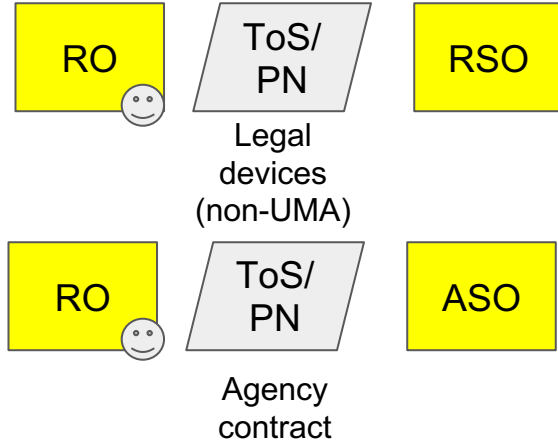 RO
ToS/
PN
RSO
Legal
devices
(non-UMA)
RO
ToS/
PN
ASO
Agency
contract